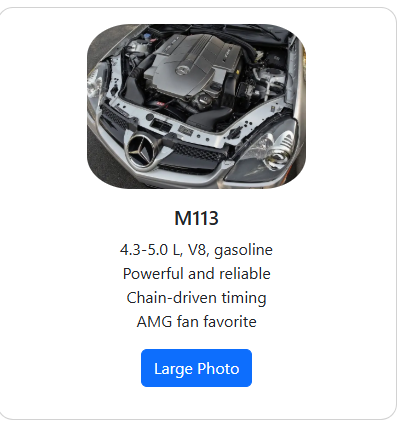 M113
4.3-5.0 L, V8, gasoline
Powerful and reliable
Chain-driven timing
AMG fan favorite
Large Photo